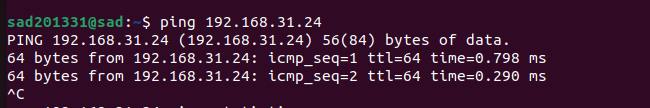 sad201331@sad:~$ ping 192.168.31.24
PING 192.168.31.24 (192.168.31.24) 56(84) bytes of data.
64 bytes from 192.168.31.24: icmp_seq=1 ttl=64 time=0.798 ms
64 bytes from 192.168.31.24: icmp_seq=2 ttl=64 time=0.290 ms
^C